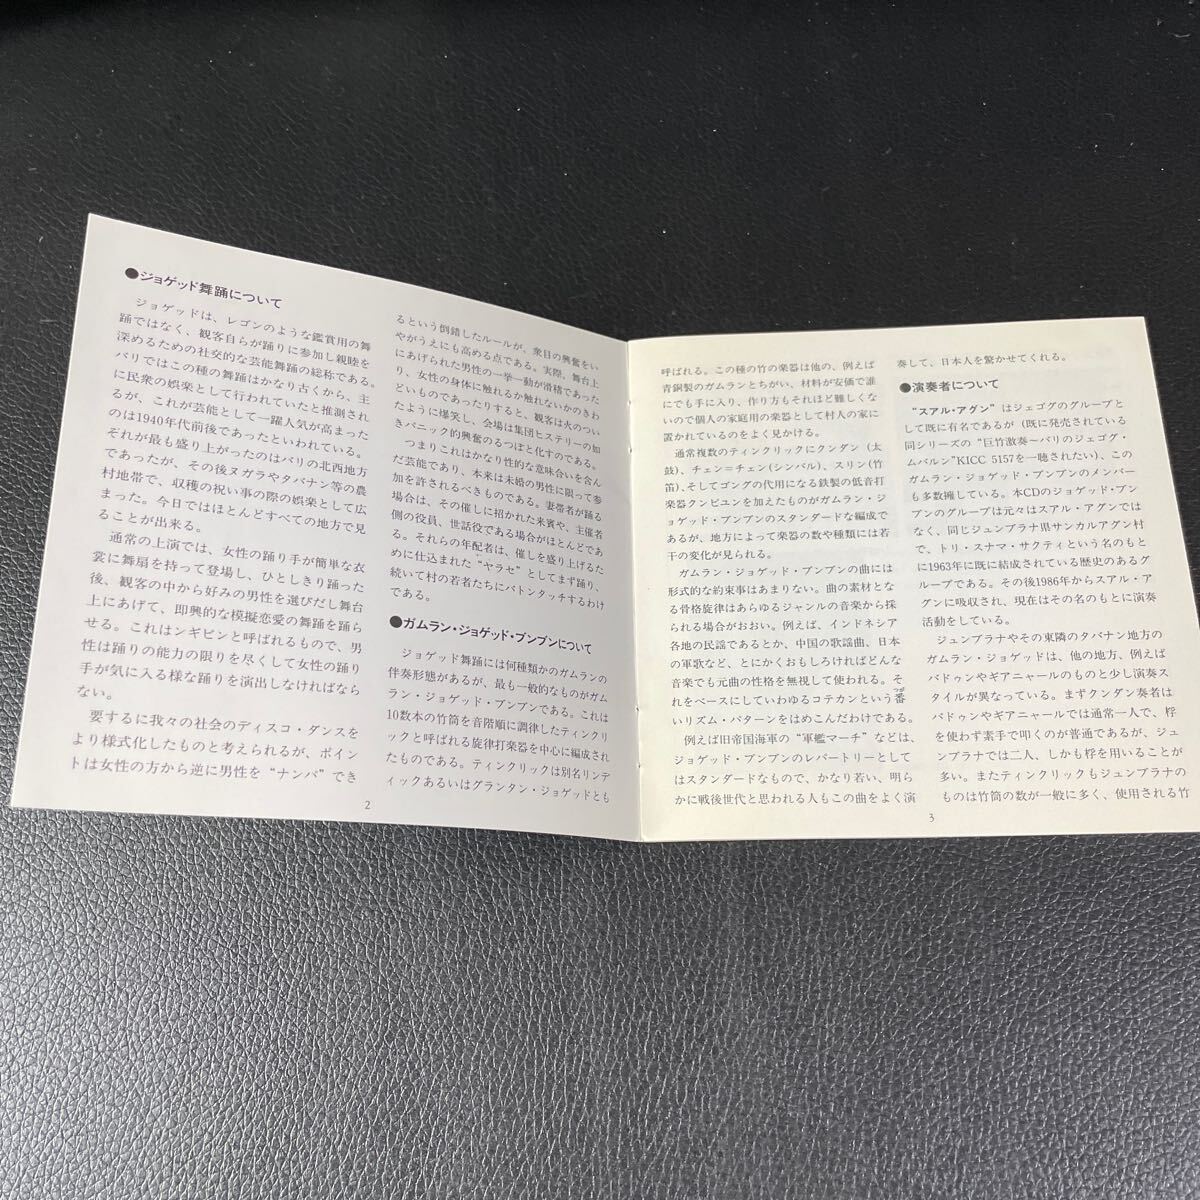 ●ジョゲッド舞踊について
ジョゲッドは、レゴンのような鑑賞用の舞
踊ではなく、観客自らが踊りに参加し親睦を
深めるための社交的な芸能舞踊の総称である。
バリではこの種の舞踊はかなり古くから、主
に民衆の娯楽として行われていたと推測され
るが、これが芸能として一躍人気が高まった
のは1940年代前後であったといわれている。
ぞれが最も盛り上がったのはバリの北西地方
であったが、その後ヌガラやタバナン等の農
村地帯で、収穫の祝い事の際の娯楽として広
まった。今日ではほとんどすべての地方で見
ることが出来る。
通常の上演では、女性の踊り手が簡単な衣
裳に舞扇を持って登場し、ひとしきり踊った
後、観客の中から好みの男性を選びだし舞台
上にあげて、即興的な模擬恋愛の舞踊を踊ら
せる。これはンギビンと呼ばれるもので、男
性は踊りの能力の限りを尽くして女性の踊り
手が気に入る様な踊りを演出しなければなら
ない。
要するに我々の社会のディスコ・ダンスを
より様式化したものと考えられるが、ポイン
トは女性の方から逆に男性を“ナンパ”でき
るという倒錯したルールが、衆目の興奮をい
やがうえにも高める点である。実際、舞台上
にあげられた男性の一挙一動が滑稽であった
り、女性の身体に触れるか触れないかのきわ
どいものであったりすると、観客は火のつい
たように爆笑し、会場は集団ヒステリーの如
きパニック的興奮のるつぼと化すのである。
つまりこれはかなり性的な意味合を含ん
だ芸能であり、本来は未婚の男性に限って参
加を許されるべきものである。妻帯者が踊る
場合は、その催しに招かれた来賓や、主催者
側の役員、世話役である場合がほとんどであ
る。それらの年配者は、催しを盛り上げるた
めに仕込まれた“ヤラセ”としてまず踊り、
続いて村の若者たちにバトンタッチするわけ
である。
●ガムラン・ジョゲッド・ブンブンについて
ジョゲッド舞踊には何種類かのガムランの
伴奏形態があるが、最も一般的なものがガム
ラン・ジョゲッド・ブンブンである。これは
10数本の竹筒を音階順に調律したティンクリ
ックと呼ばれる旋律打楽器を中心に編成され
たものである。ティンクリックは別名リンデ
ィックあるいはグランタン・ジョゲッドとも
2
呼ばれる。この種の竹の楽器は他の、例えば
青銅製のガムランとちがい、材料が安価で誰
にでも手に入り、作り方もそれほど難しくな
いので個人の家庭用の楽器として村人の家に
置かれているのをよく見かける。
通常複数のティンクリックにクンダン（太
鼓）、チェン=チェン（シンバル）、スリン（竹
笛）、そしてゴングの代用になる鉄製の低音打
楽器クンピュンを加えたものがガムラン・ジ
ョゲッド・ブンブンのスタンダードな編成で
あるが、地方によって楽器の数や種類には若
干の変化が見られる。
ガムラン・ジョゲッド・ブンブンの曲には
形式的な約束事はあまりない。曲の素材とな
る骨格旋律はあらゆるジャンルの音楽から採
られる場合がおおい。例えば、インドネシア
各地の民謡であるとか、中国の歌謡曲、日本
の軍歌など、とにかくおもしろければどんな
音楽でも元曲の性格を無視して使われる。そ
れをベースにしていわゆるコテカンという番
いリズム・パターンをはめこんだわけである。
例えば旧帝国海軍の“軍艦マーチ”などは、
ジョゲッド・ブンブンのレパートリーとして
はスタンダードなもので、かなり若い、明ら
かに戦後世代と思われる人もこの曲をよく演
奏して、日本人を驚かせてくれる。
●演奏者について
“スアル・アグン”はジェゴグのグループと
して既に有名であるが（既に発売されている
同シリーズの“巨竹激奏〜バリのジェゴグ・
ムバルン”KICC 5157を一聴されたい）、この
ガムラン・ジョゲッド・ブンブンのメンバー
も多数擁している。本CDのジョゲッド・ブン
ブンのグループは元々はスアル・アグンでは
なく、同じジュンブラナ県サンカルアグン村
で、トリ・スナマ・サクティという名のもと
に1963年に既に結成されている歴史のあるグ
ループである。その後1986年からスアル・ア
グンに吸収され、現在はその名のもとに演奏
活動をしている。
ジュンブラナやその東隣のタバナン地方の
ガムラン・ジョゲッドは、他の地方、例えば
バドゥンやギアニャールのものと少し演奏ス
タイルが異なっている。まずクンダン奏者は
バドゥンやギアニャールでは通常一人で、桴
を使わず素手で叩くのが普通であるが、ジュ
ンブラナでは二人、しかも桴を用いることが
多い。またティンクリックもジュンブラナの
ものは竹筒の数が一般に多く、使用される竹
3